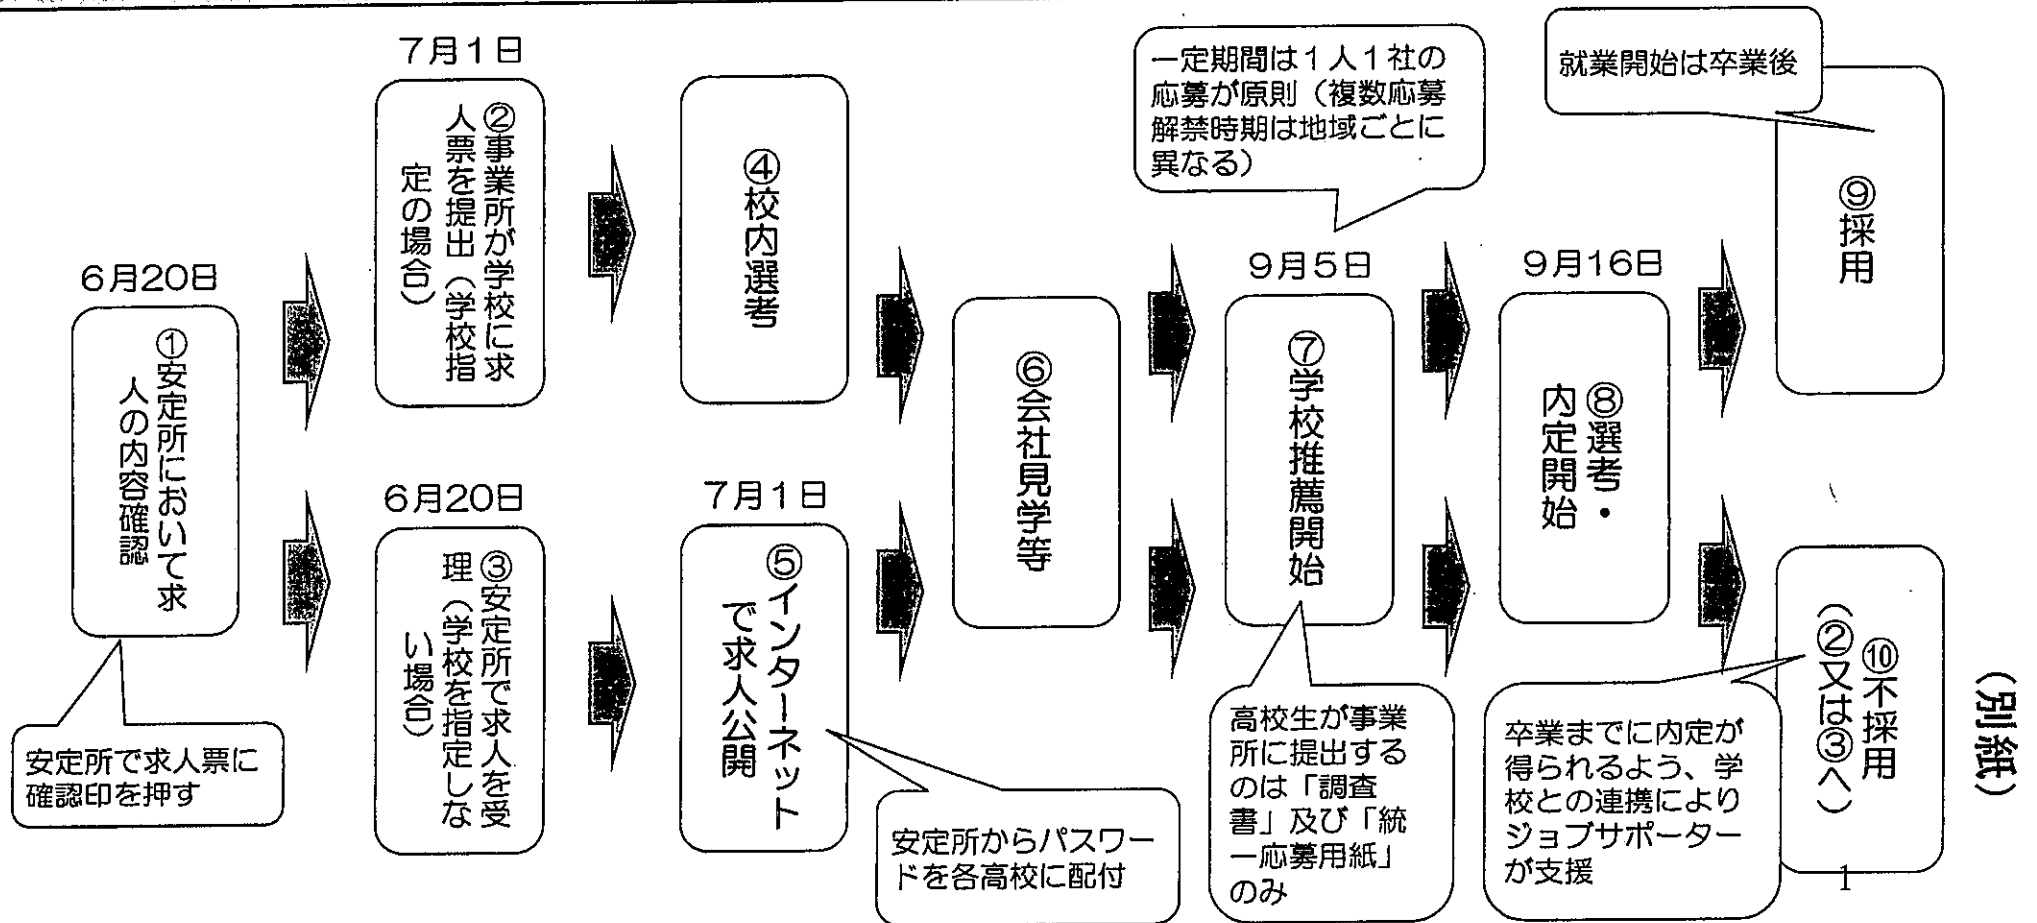 6月20日
①安定所において求
人の内容確認
安定所で求人票に
確認印を押す
7月1日
②事業所が学校に求
人票を提出（学校指
定の場合）
6月20日
③安定所で求人を受
理（学校を指定しな
い場合）
④校内選考
7月1日
⑤インターネット
で求人公開
安定所からパスワー
ドを各高校に配付
⑥会社見学等
一定期間は1人1社の
応募が原則（複数応募
解禁時期は地域ごとに
異なる）
9月5日
⑦学校推薦開始
高校生が事業
所に提出する
のは「調査
書」及び「統
一応募用紙」
のみ
9月16日
⑧選考・
内定開始
就業開始は卒業後
⑨採用
⑩不採用
（②又は③へ）
卒業までに内定が
得られるよう、学
校との連携により
ジョブサポーター
が支援
（別紙）
1